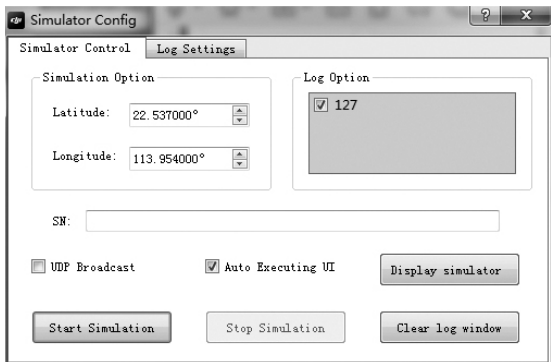 Simulator Config
Simulator Control
Log Settings
Simulation Option
Latitude: 22.537000°
Longitude: 113.954000°
Log Option
127
SN:
UDP Broadcast
Auto Executing UI
Display simulator
Start Simulation
Stop Simulation
Clear log window